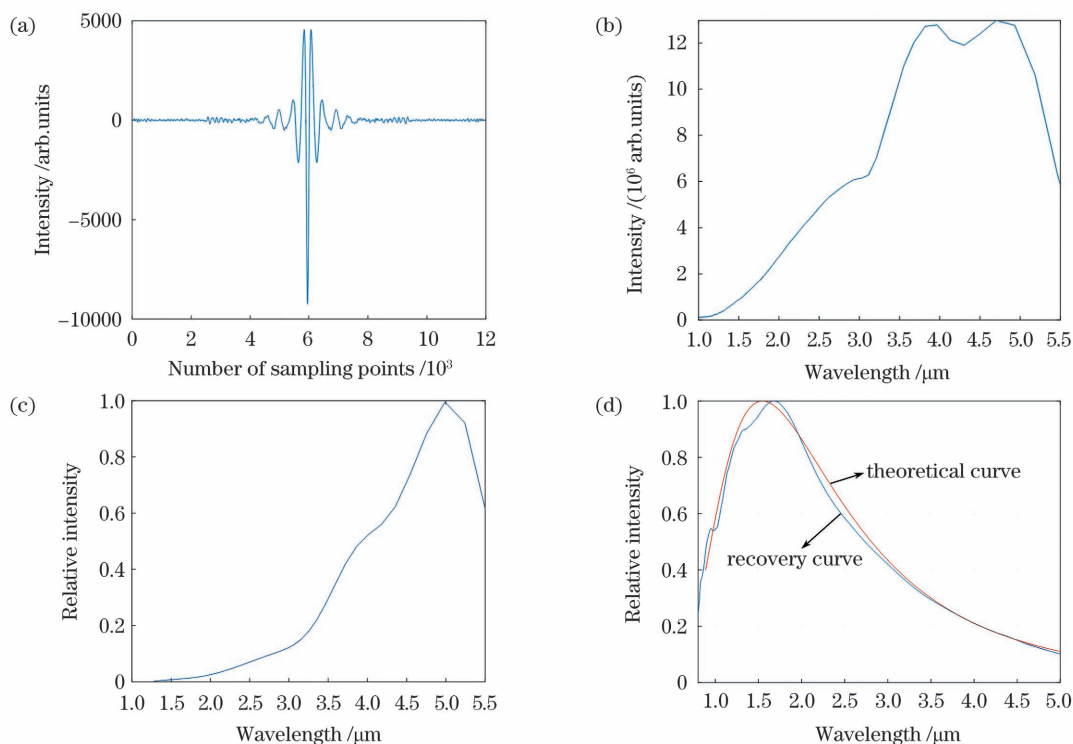 (a)
5000
0
−5000
−10000
Intensity /arb.units
0 2 4 6 8 10 12
Number of sampling points /10³
(b)
12
10
8
6
4
2
0
Intensity /(10⁶ arb.units)
1.0 1.5 2.0 2.5 3.0 3.5 4.0 4.5 5.0 5.5
Wavelength /μm
(c)
1.0
0.8
0.6
0.4
0.2
0
Relative intensity
1.0 1.5 2.0 2.5 3.0 3.5 4.0 4.5 5.0 5.5
Wavelength /μm
(d)
1.0
0.8
0.6
0.4
0.2
0
Relative intensity
theoretical curve
recovery curve
1.0 1.5 2.0 2.5 3.0 3.5 4.0 4.5 5.0
Wavelength /μm